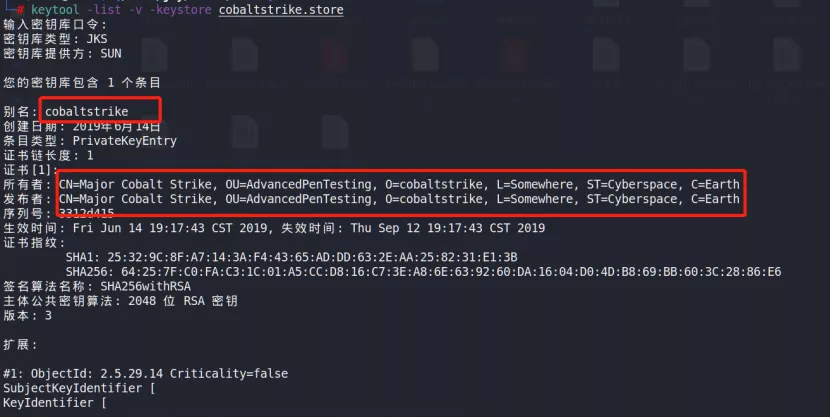 # keytool -list -v -keystore cobaltstrike.store
输入密钥库口令:
密钥库类型: JKS
密钥库提供方: SUN
您的密钥库包含 1 个条目
别名: cobaltstrike
创建日期: 2019年6月14日
条目类型: PrivateKeyEntry
证书链长度: 1
证书[1]:
所有者: CN=Major Cobalt Strike, OU=AdvancedPenTesting, O=cobaltstrike, L=Somewhere, ST=Cyberspace, C=Earth
发布者: CN=Major Cobalt Strike, OU=AdvancedPenTesting, O=cobaltstrike, L=Somewhere, ST=Cyberspace, C=Earth
序列号: 3312d415
生效时间: Fri Jun 14 19:17:43 CST 2019, 失效时间: Thu Sep 12 19:17:43 CST 2019
证书指纹:
SHA1: 25:32:9C:8F:A7:14:3A:F4:43:65:AD:DD:63:2E:AA:25:82:31:E1:3B
SHA256: 64:25:7F:C0:FA:C3:1C:01:A5:CC:D8:16:C7:3E:A8:6E:63:92:60:DA:16:04:D0:4D:B8:69:BB:60:3C:28:86:E6
签名算法名称: SHA256withRSA
主体公共密钥算法: 2048 位 RSA 密钥
版本: 3
扩展:
#1: ObjectId: 2.5.29.14 Criticality=false
SubjectKeyIdentifier [
KeyIdentifier [